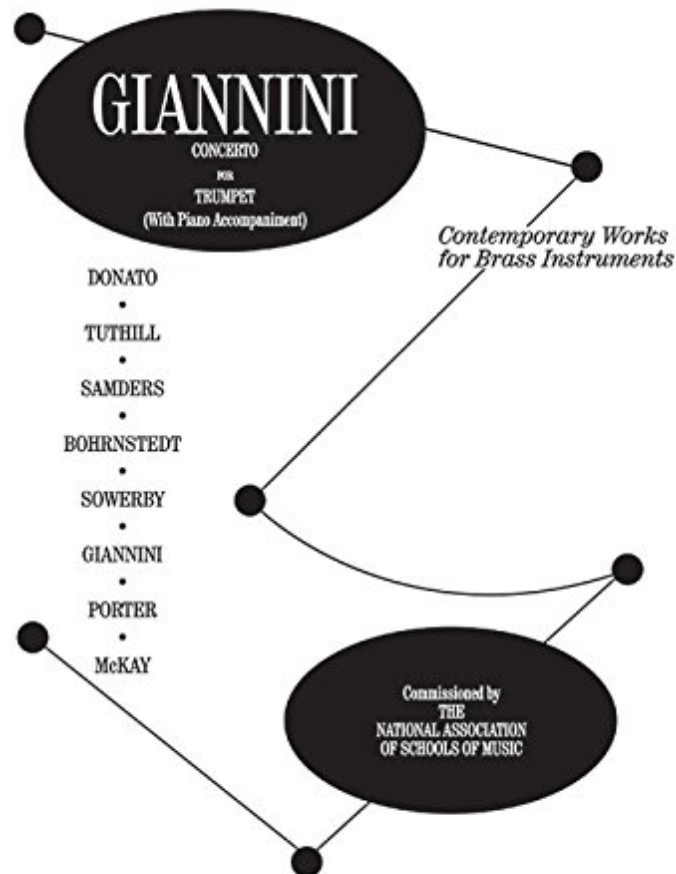 GIANNINI
CONCERTO
FOR
TRUMPET
(With Piano Accompaniment)
Contemporary Works
for Brass Instruments
DONATO
•
TUTHILL
•
SAMDERS
•
BOHRNSTEDT
•
SOWERBY
•
GIANNINI
•
PORTER
•
McKAY
Commissioned by
THE
NATIONAL ASSOCIATION
OF SCHOOLS OF MUSIC